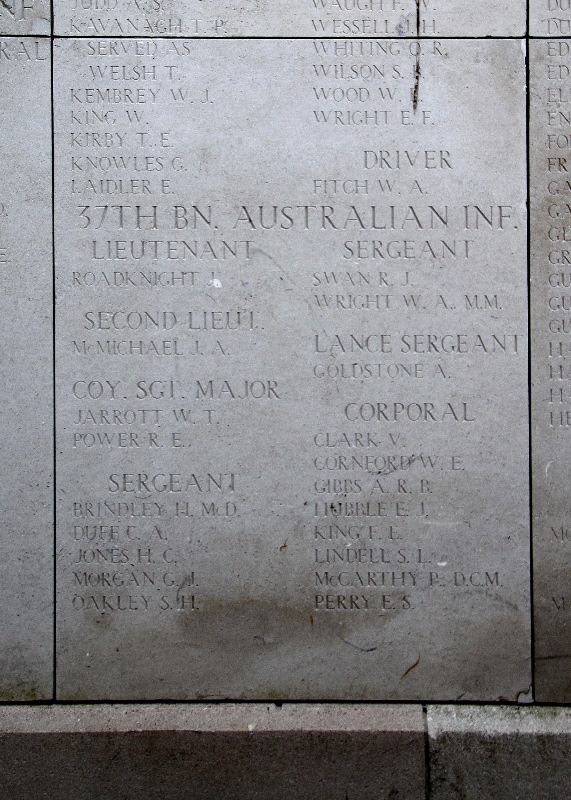 JUDD A. S.
KAVANAGH T. P.
SERVED AS
WELSH T.
KEMBREY W. J.
KING W.
KIRBY T. E.
KNOWLES G.
LAIDLER E.
WAUGH F. W.
WESSELL J. H.
WHITING O. R.
WILSON S.
WOOD W.
WRIGHT E. F.
DRIVER
FITCH W. A.
37TH BN. AUSTRALIAN INF.
LIEUTENANT
ROADKNIGHT J.
SECOND LIEUT.
McMICHAEL J. A.
COY. SGT. MAJOR
JARROTT W. T.
POWER R. E.
SERGEANT
BRINDLEY H. McD.
DUFF C. A.
JONES H. C.
MORGAN G. J.
OAKLEY S. H.
SERGEANT
SWAN R. J.
WRIGHT W. A. M.M.
LANCE SERGEANT
GOLDSTONE A.
CORPORAL
CLARK V.
CORNFORD W. E.
GIBBS A. R. B.
HUBBLE E. J.
KING F. E.
LINDELL S. L.
McCARTHY P. D.C.M.
PERRY E. S.